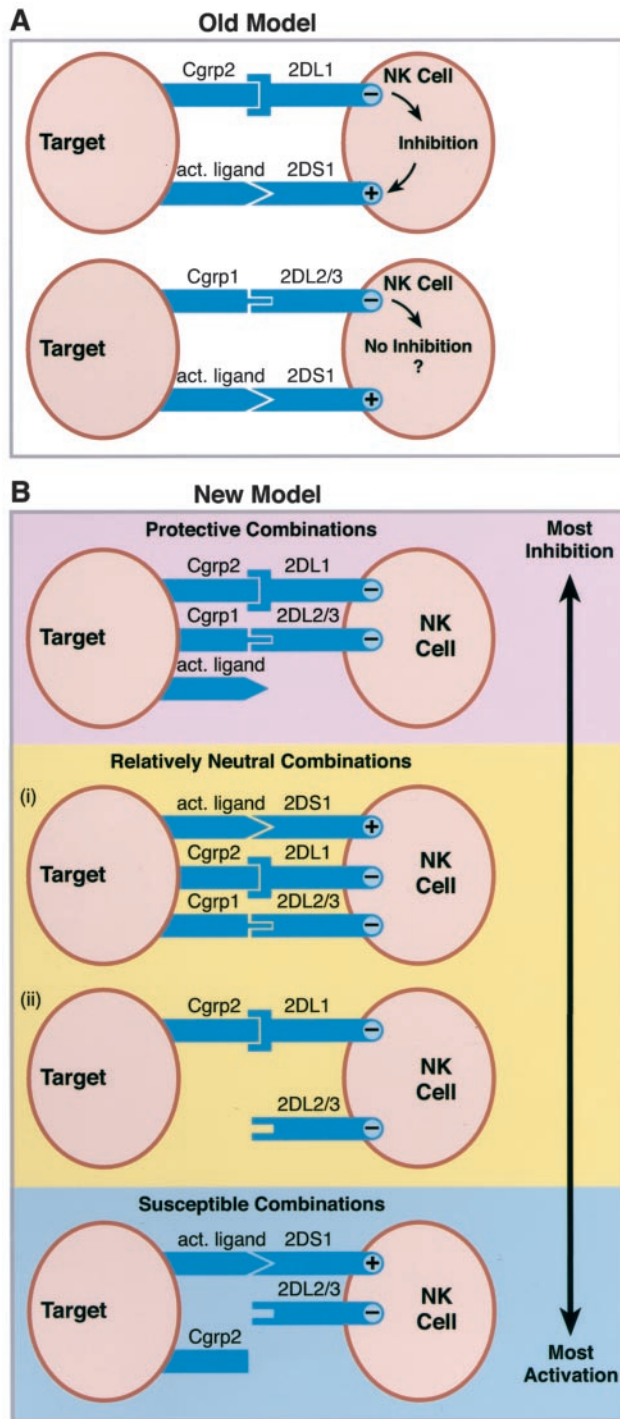 A
Old Model
Cgrp2 2DL1
NK Cell
Target
−
Inhibition
act. ligand 2DS1
+
Cgrp1 2DL2/3
NK Cell
Target
−
No Inhibition
?
act. ligand 2DS1
+
B
New Model
Protective Combinations
Most
Inhibition
Cgrp2 2DL1
−
Target
Cgrp1 2DL2/3
−
NK
Cell
act. ligand
Relatively Neutral Combinations
(i)
act. ligand 2DS1
+
Target
Cgrp2 2DL1
−
NK
Cell
Cgrp1 2DL2/3
−
(ii)
Cgrp2 2DL1
−
Target
NK
Cell
2DL2/3
−
Susceptible Combinations
act. ligand 2DS1
+
Target
2DL2/3
−
NK
Cell
Cgrp2
Most
Activation